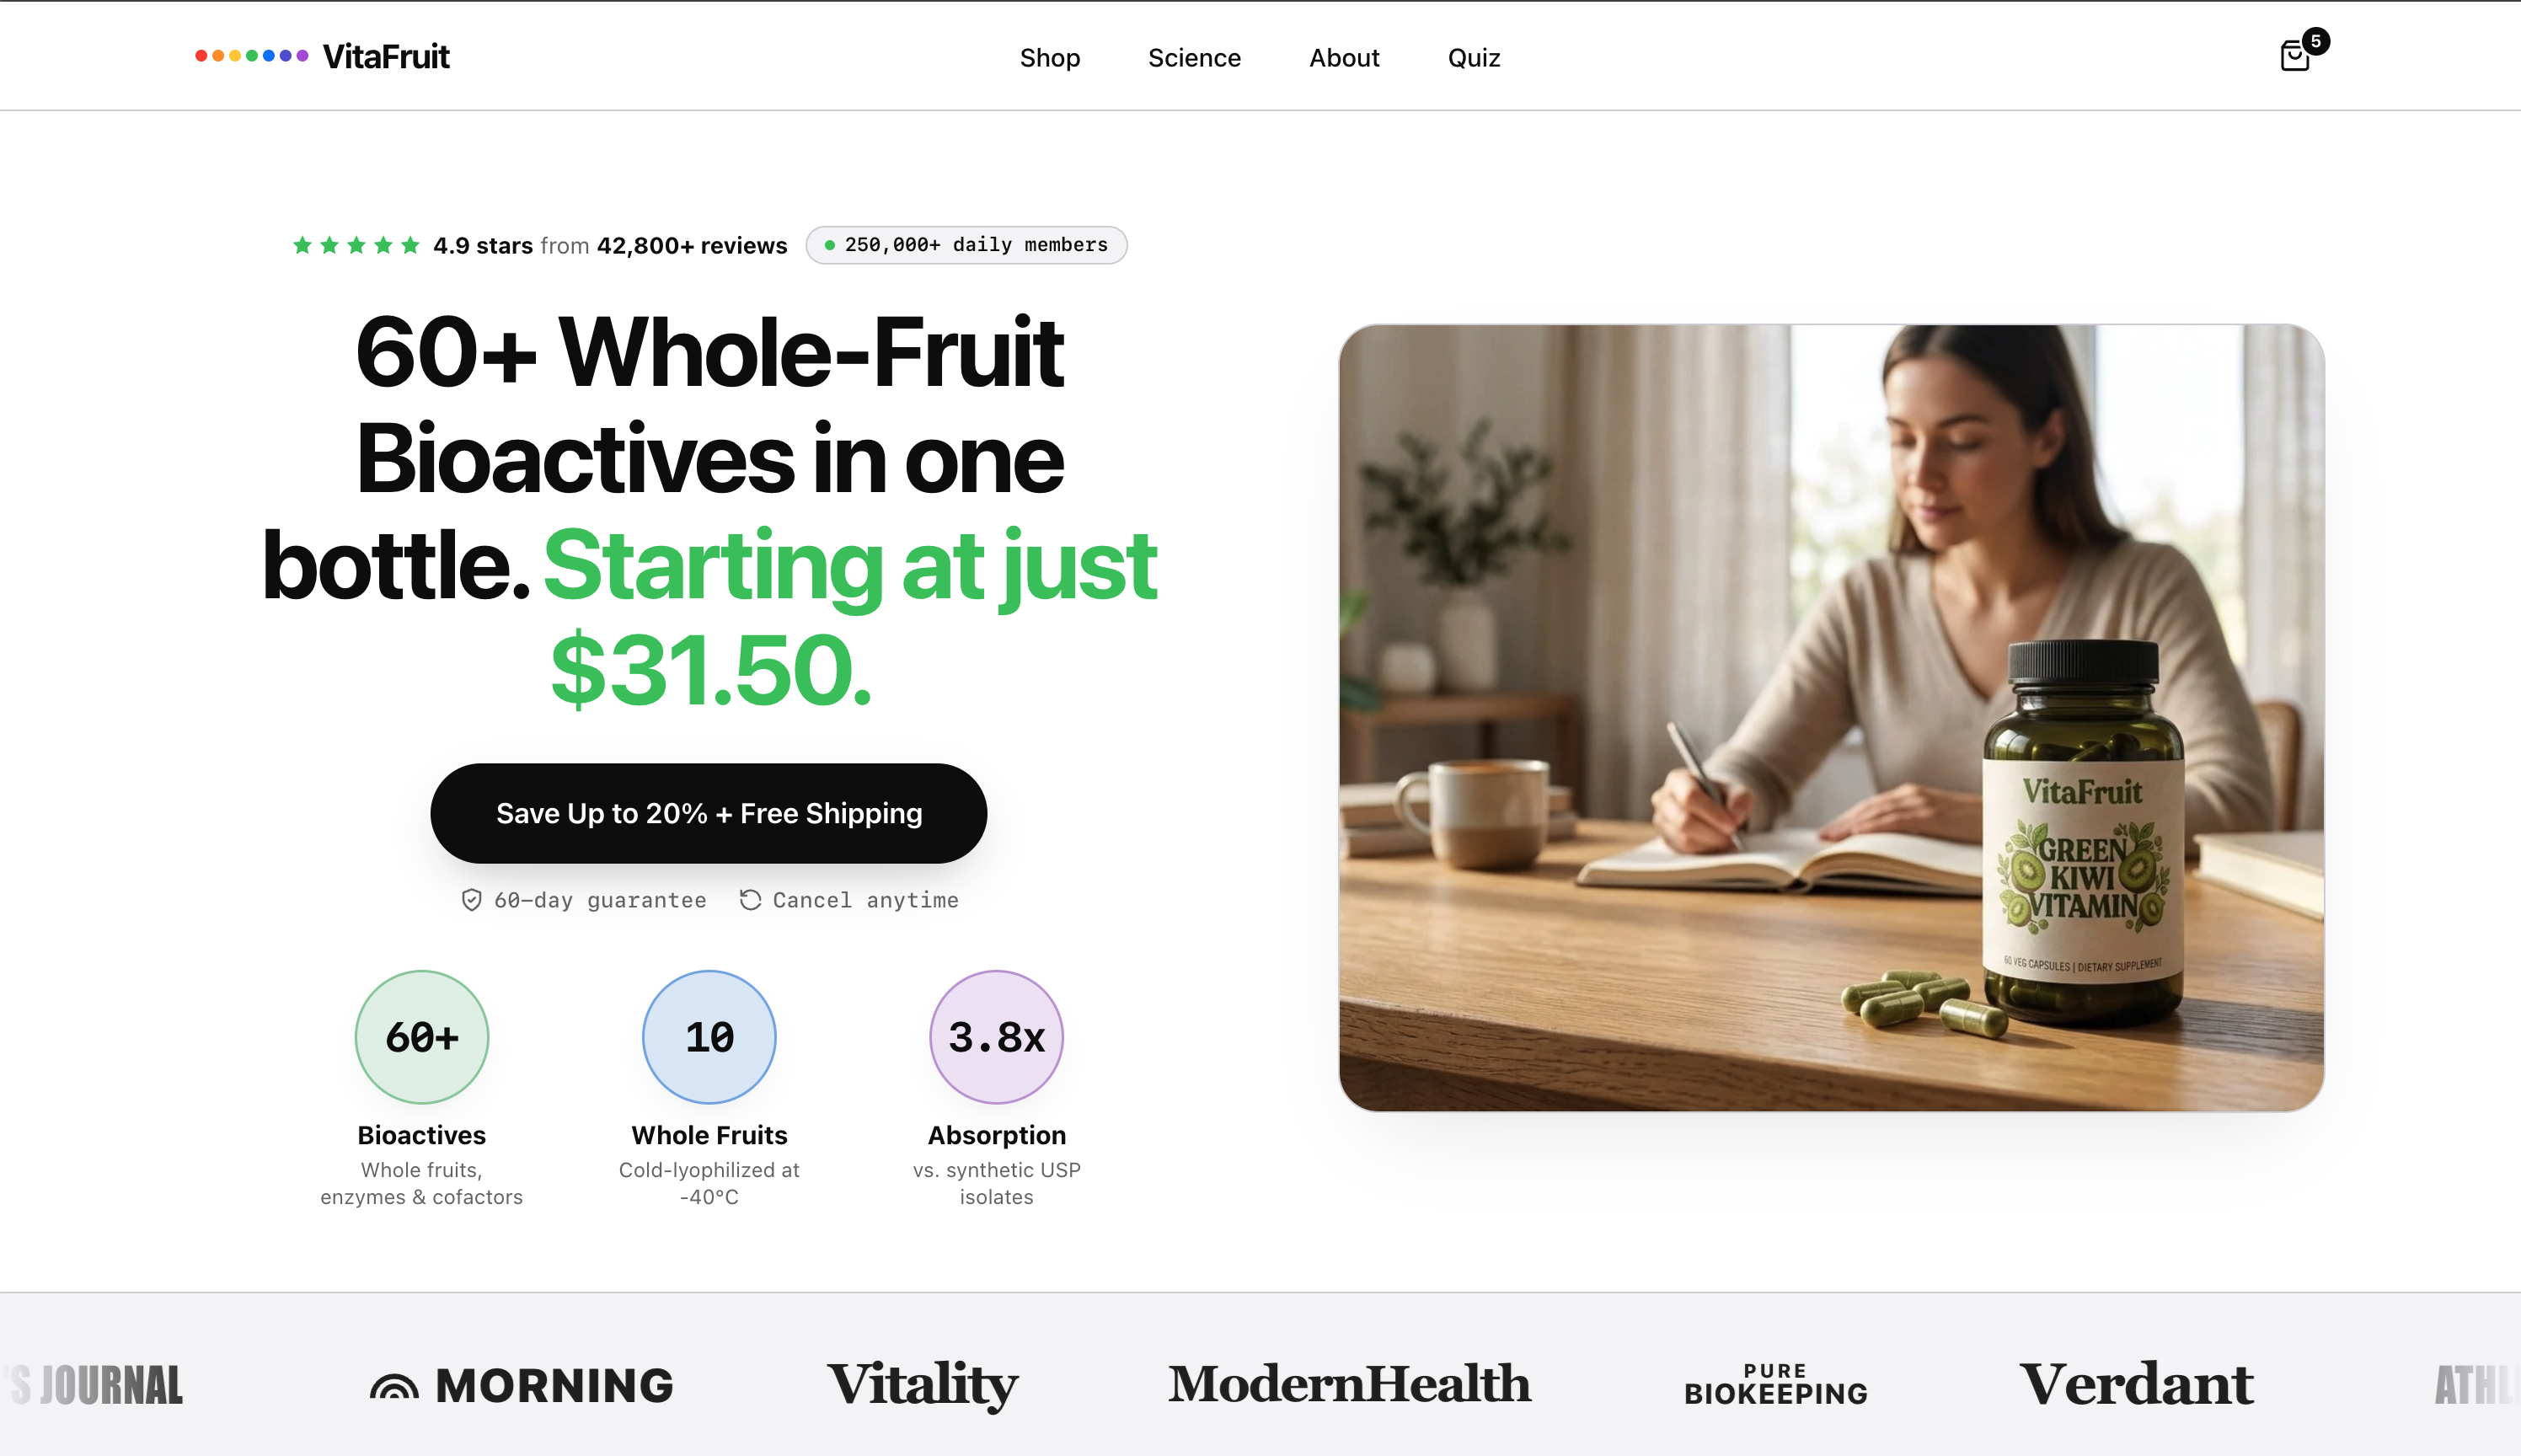 VitaFruit
Shop
Science
About
Quiz
5
4.9 stars from 42,800+ reviews
250,000+ daily members
60+ Whole-Fruit
Bioactives in one
bottle. Starting at just
$31.50.
Save Up to 20% + Free Shipping
60-day guarantee
Cancel anytime
60+
Bioactives
Whole fruits,
enzymes & cofactors
10
Whole Fruits
Cold-lyophilized at
-40°C
3.8x
Absorption
vs. synthetic USP
isolates
VitaFruit
GREEN
KIWI
VITAMIN
60 VEG CAPSULES | DIETARY SUPPLEMENT
'S JOURNAL
MORNING
Vitality
ModernHealth
PURE
BIOKEEPING
Verdant
ATHL